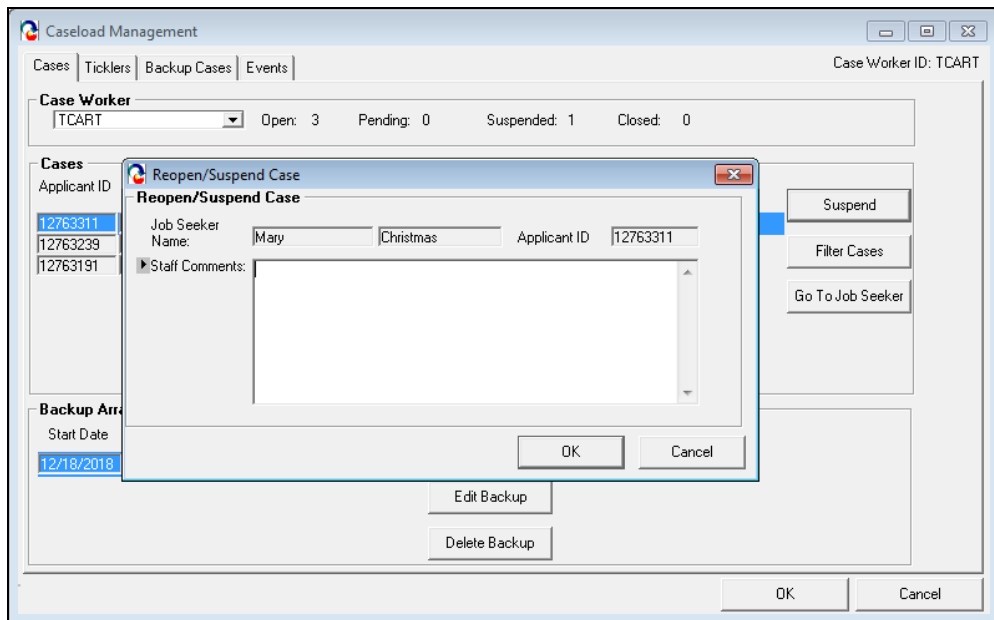 Caseload Management
Cases Ticklers Backup Cases Events Case Worker ID: TCART
Case Worker
TCART Open: 3 Pending: 0 Suspended: 1 Closed: 0
Cases
Applicant ID
12763311
12763239
12763191
Reopen/Suspend Case
Reopen/Suspend Case
Job Seeker
Name: Mary Christmas Applicant ID 12763311
Staff Comments:
OK Cancel
Suspend
Filter Cases
Go To Job Seeker
Backup Arra
Start Date
12/18/2018
Edit Backup
Delete Backup
OK Cancel